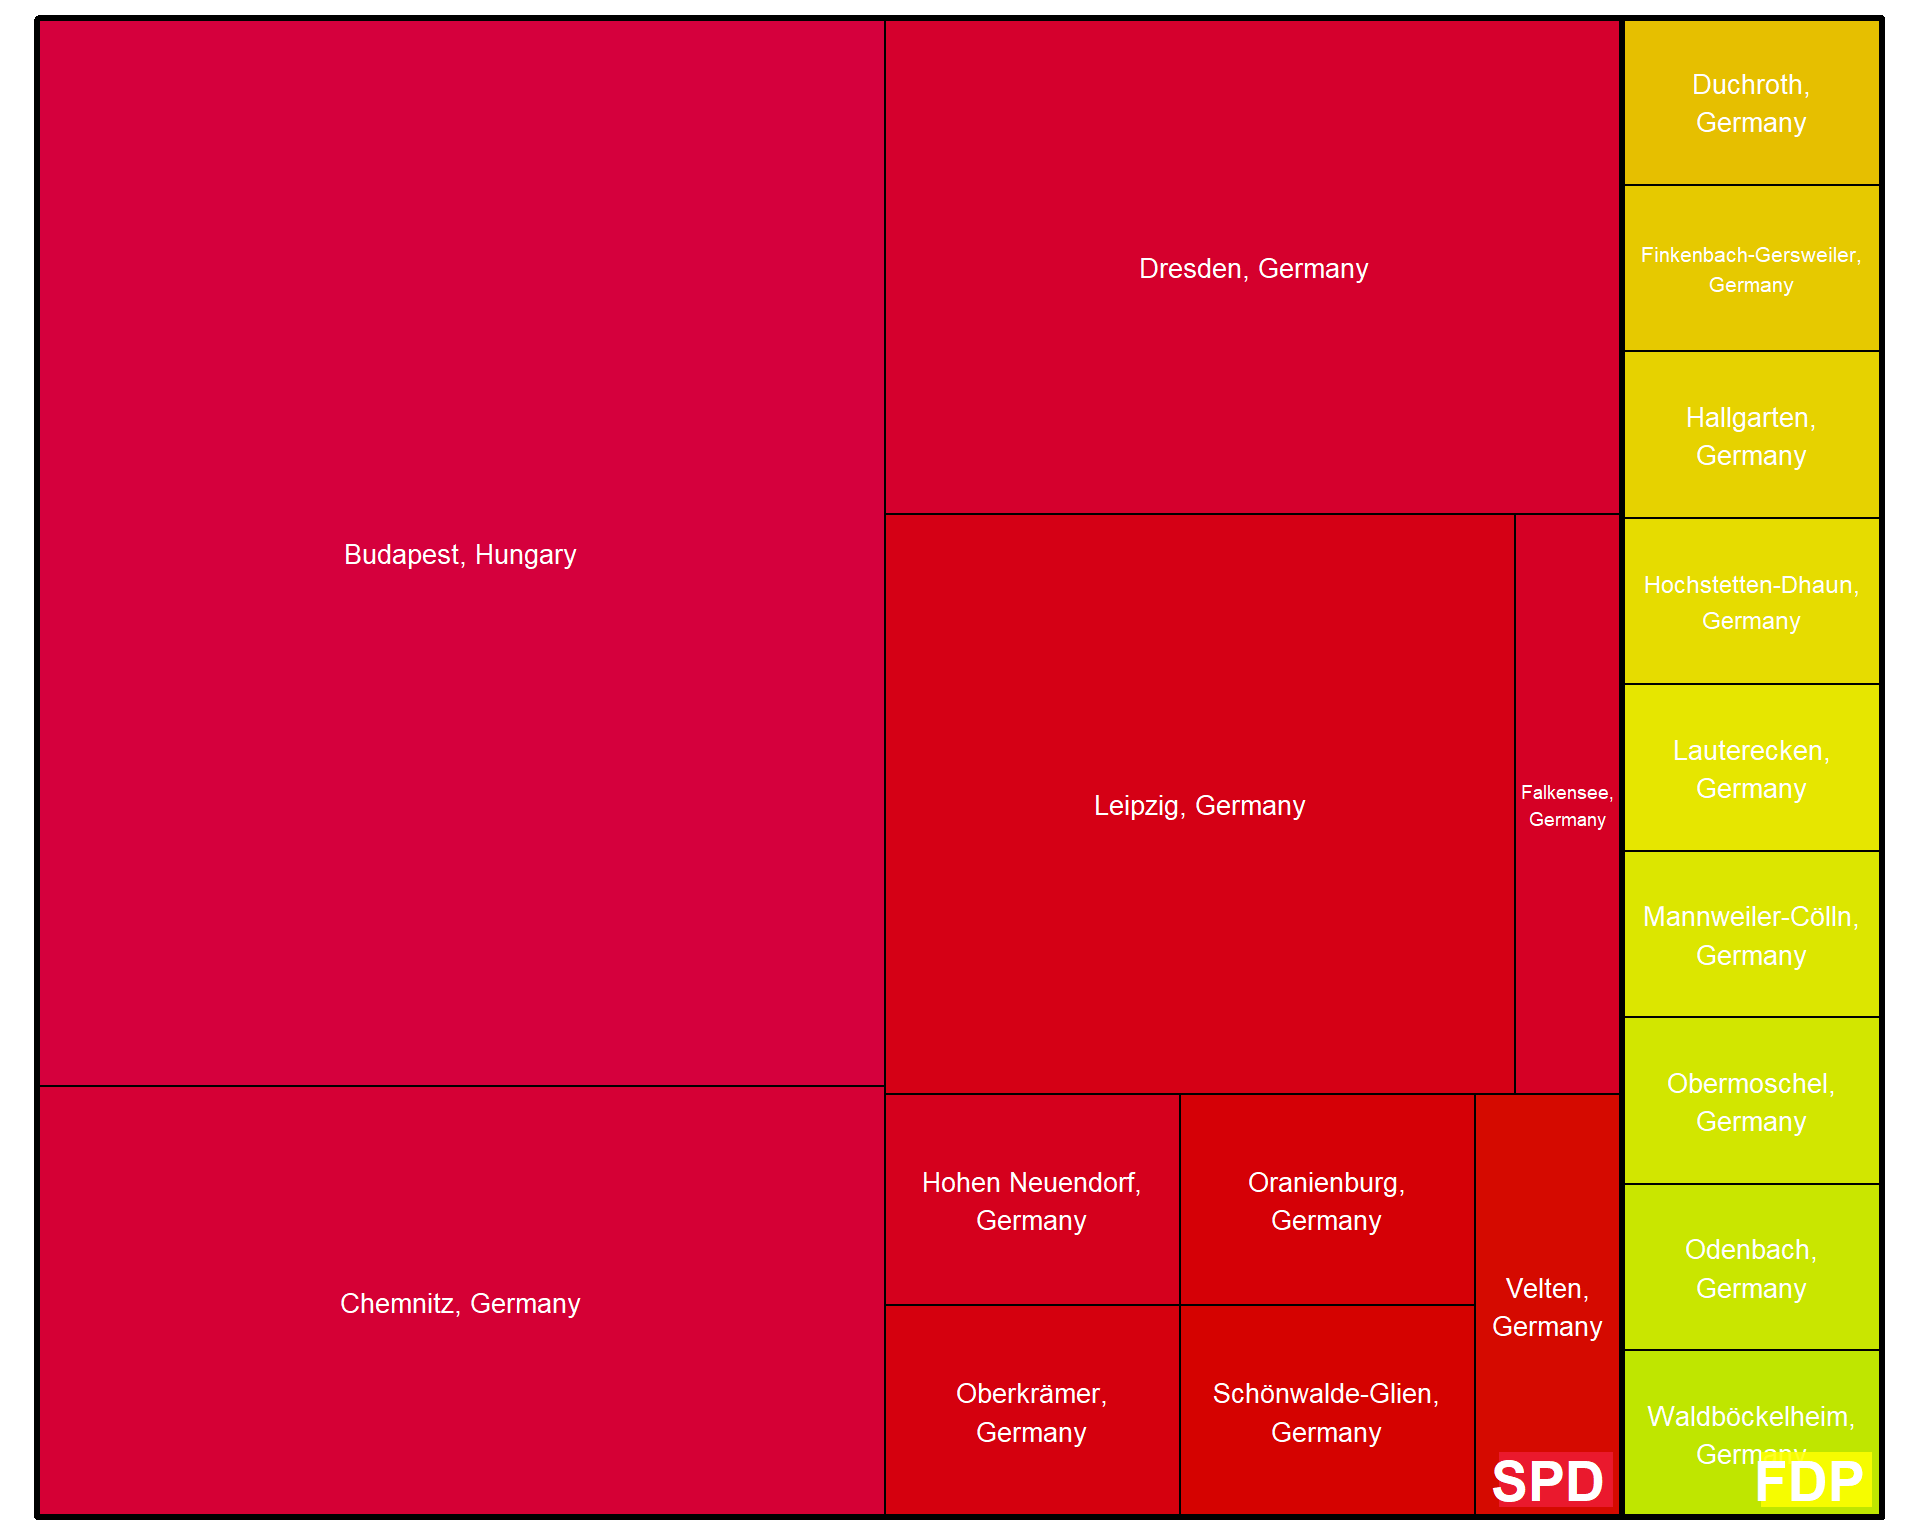 Budapest, Hungary
Chemnitz, Germany
Dresden, Germany
Leipzig, Germany
Falkensee,
Germany
Hohen Neuendorf,
Germany
Oranienburg,
Germany
Oberkrämer,
Germany
Schönwalde-Glien,
Germany
Velten,
Germany
SPD
Duchroth,
Germany
Finkenbach-Gersweiler,
Germany
Hallgarten,
Germany
Hochstetten-Dhaun,
Germany
Lauterecken,
Germany
Mannweiler-Cölln,
Germany
Obermoschel,
Germany
Odenbach,
Germany
Waldböckelheim,
Germany
FDP